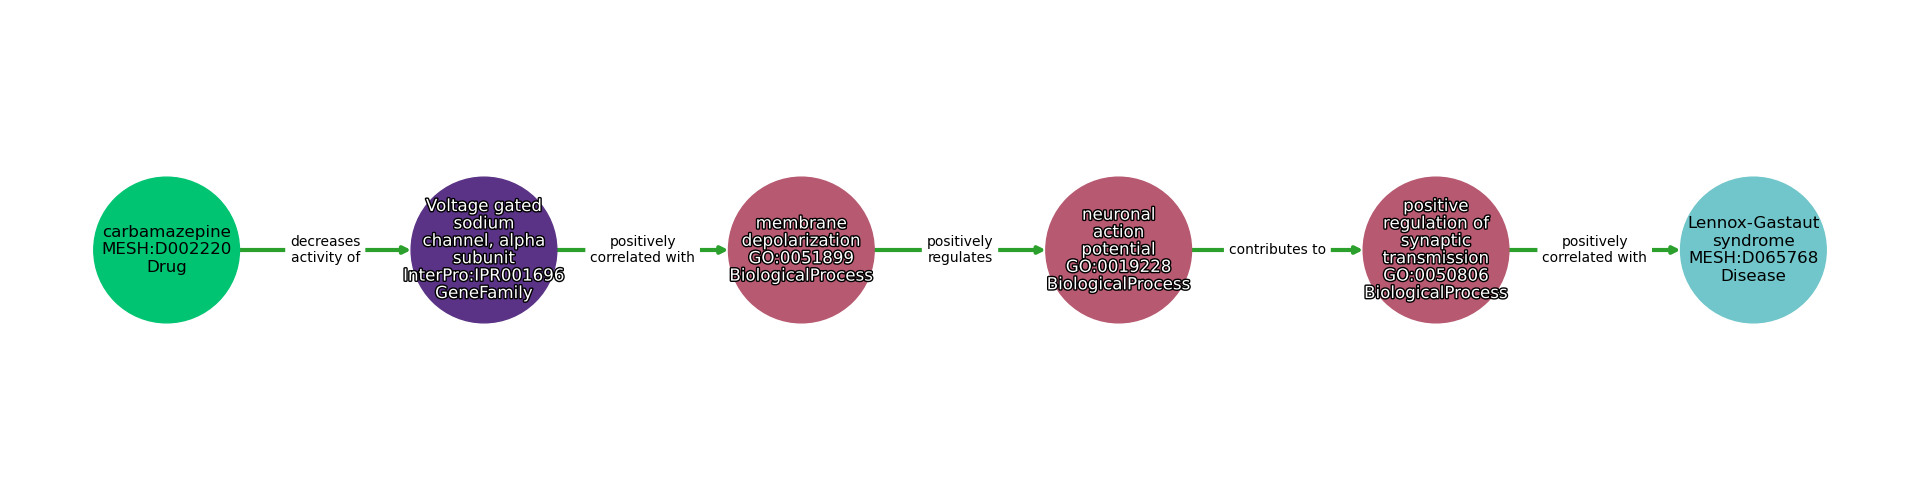 carbamazepine
MESH:D002220
Drug
decreases
activity of
Voltage gated
sodium
channel, alpha
subunit
InterPro:IPR001696
GeneFamily
positively
correlated with
membrane
depolarization
GO:0051899
BiologicalProcess
positively
regulates
neuronal
action
potential
GO:0019228
BiologicalProcess
contributes to
positive
regulation of
synaptic
transmission
GO:0050806
BiologicalProcess
positively
correlated with
Lennox-Gastaut
syndrome
MESH:D065768
Disease